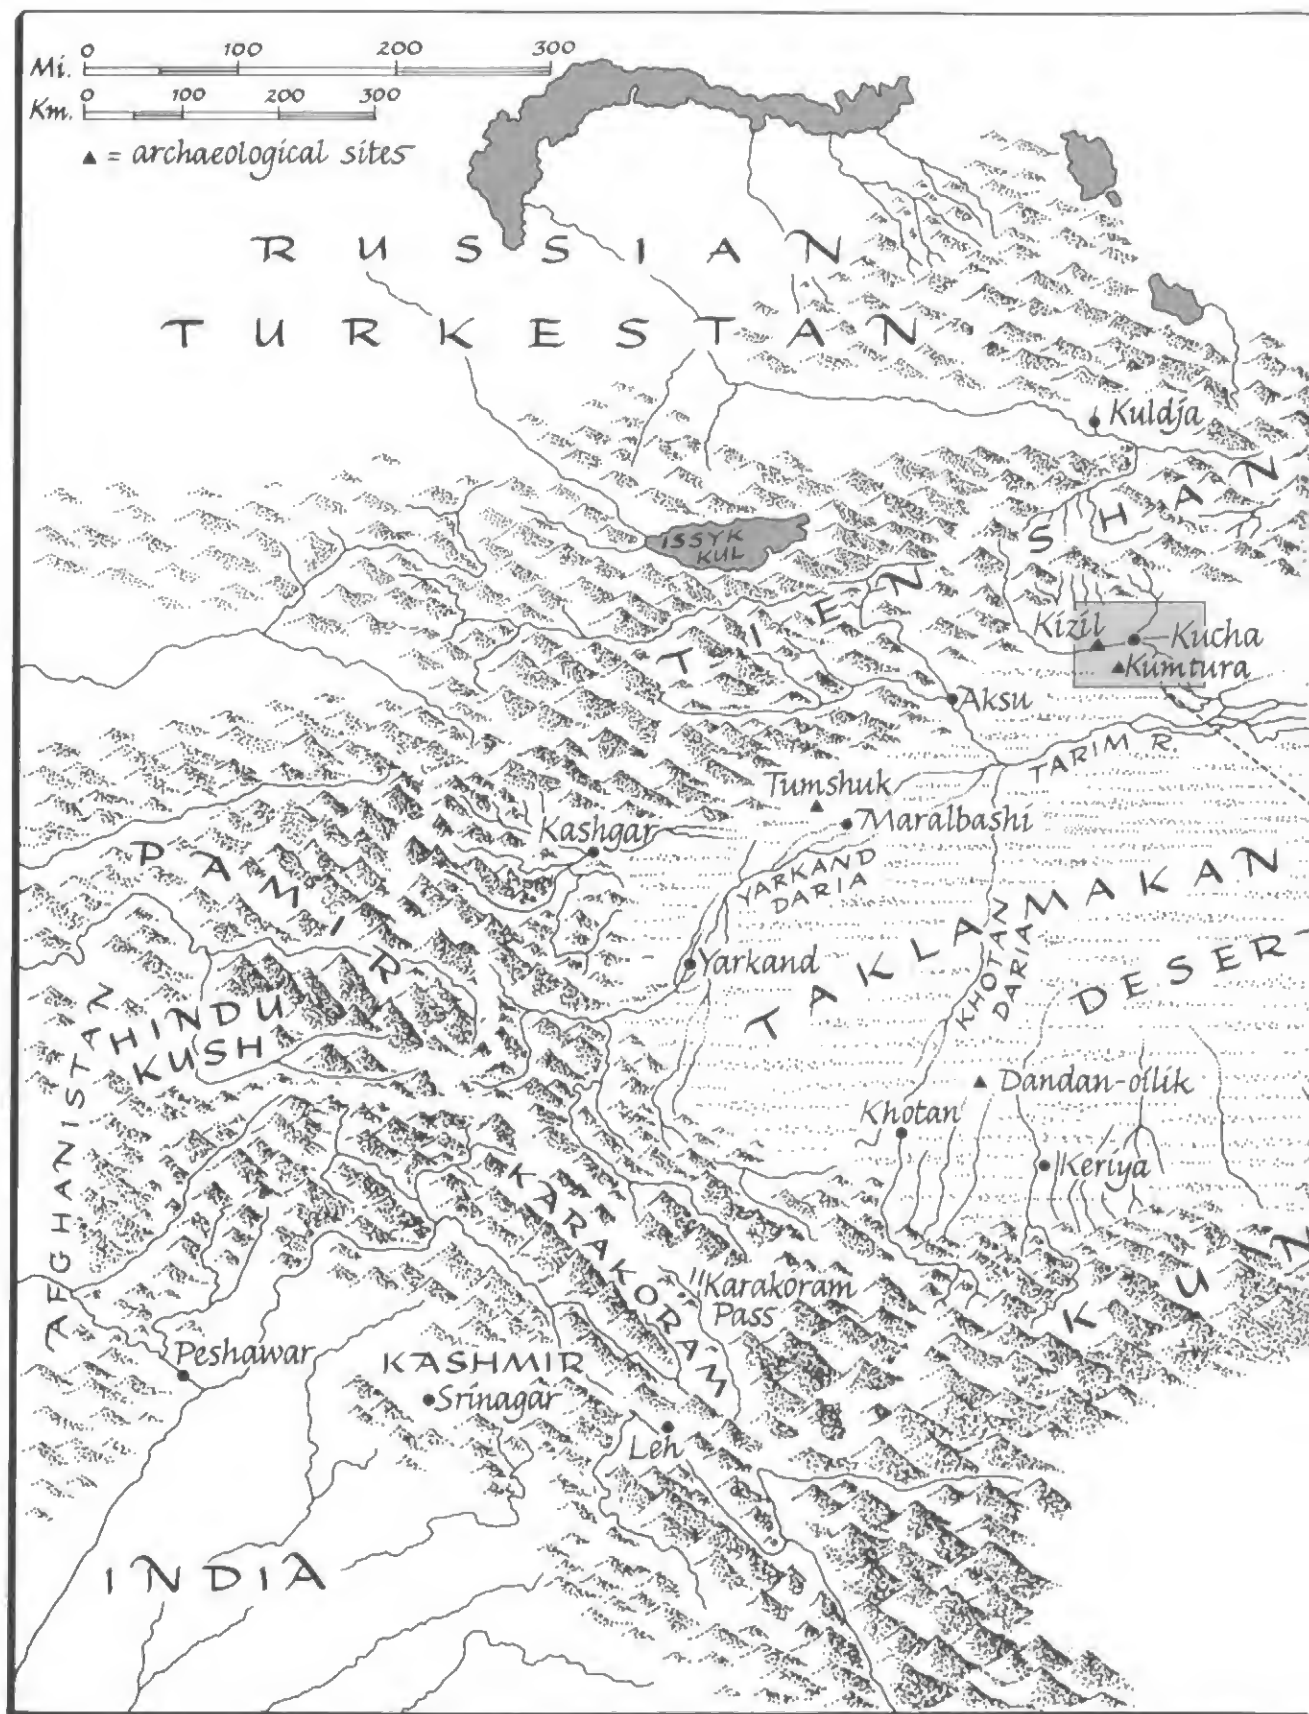 Mi. 0 100 200 300
Km. 0 100 200 300
▲ = archaeological sites
RUSSIAN
TURKESTAN
Kuldja
TIEN SHAN
ISSYK
KUL
Kizil
Kucha
Kumtura
Aksu
TARIM R.
Tumshuk
Maralbashi
Kashgar
YARKAND
DARIA
PAMIR
Yarkand
TAKLAMAKAN
DESERT
KHOTAN
DARIA
HINDU
KUSH
AFGHANISTAN
Dandan-oilik
Khotan
Keriya
KARAKORAM
Karakoram
Pass
KUN
Peshawar
KASHMIR
Srinagar
Leh
INDIA